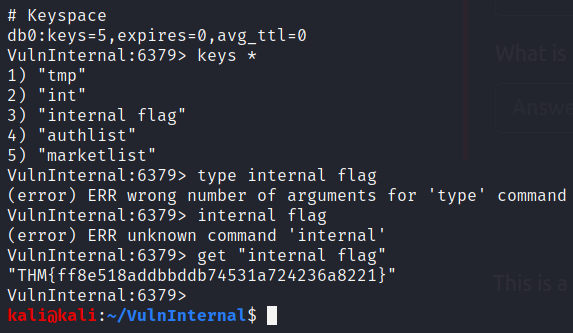 # Keyspace
db0:keys=5,expires=0,avg_ttl=0
VulnInternal:6379> keys *
1) "tmp"
2) "int"
3) "internal flag"
4) "authlist"
5) "marketlist"
VulnInternal:6379> type internal flag
(error) ERR wrong number of arguments for 'type' command
VulnInternal:6379> internal flag
(error) ERR unknown command 'internal'
VulnInternal:6379> get "internal flag"
"THM{ff8e518addbbddb74531a724236a8221}"
VulnInternal:6379>
kali@kali:~/VulnInternal$
What is
Answe
This is a